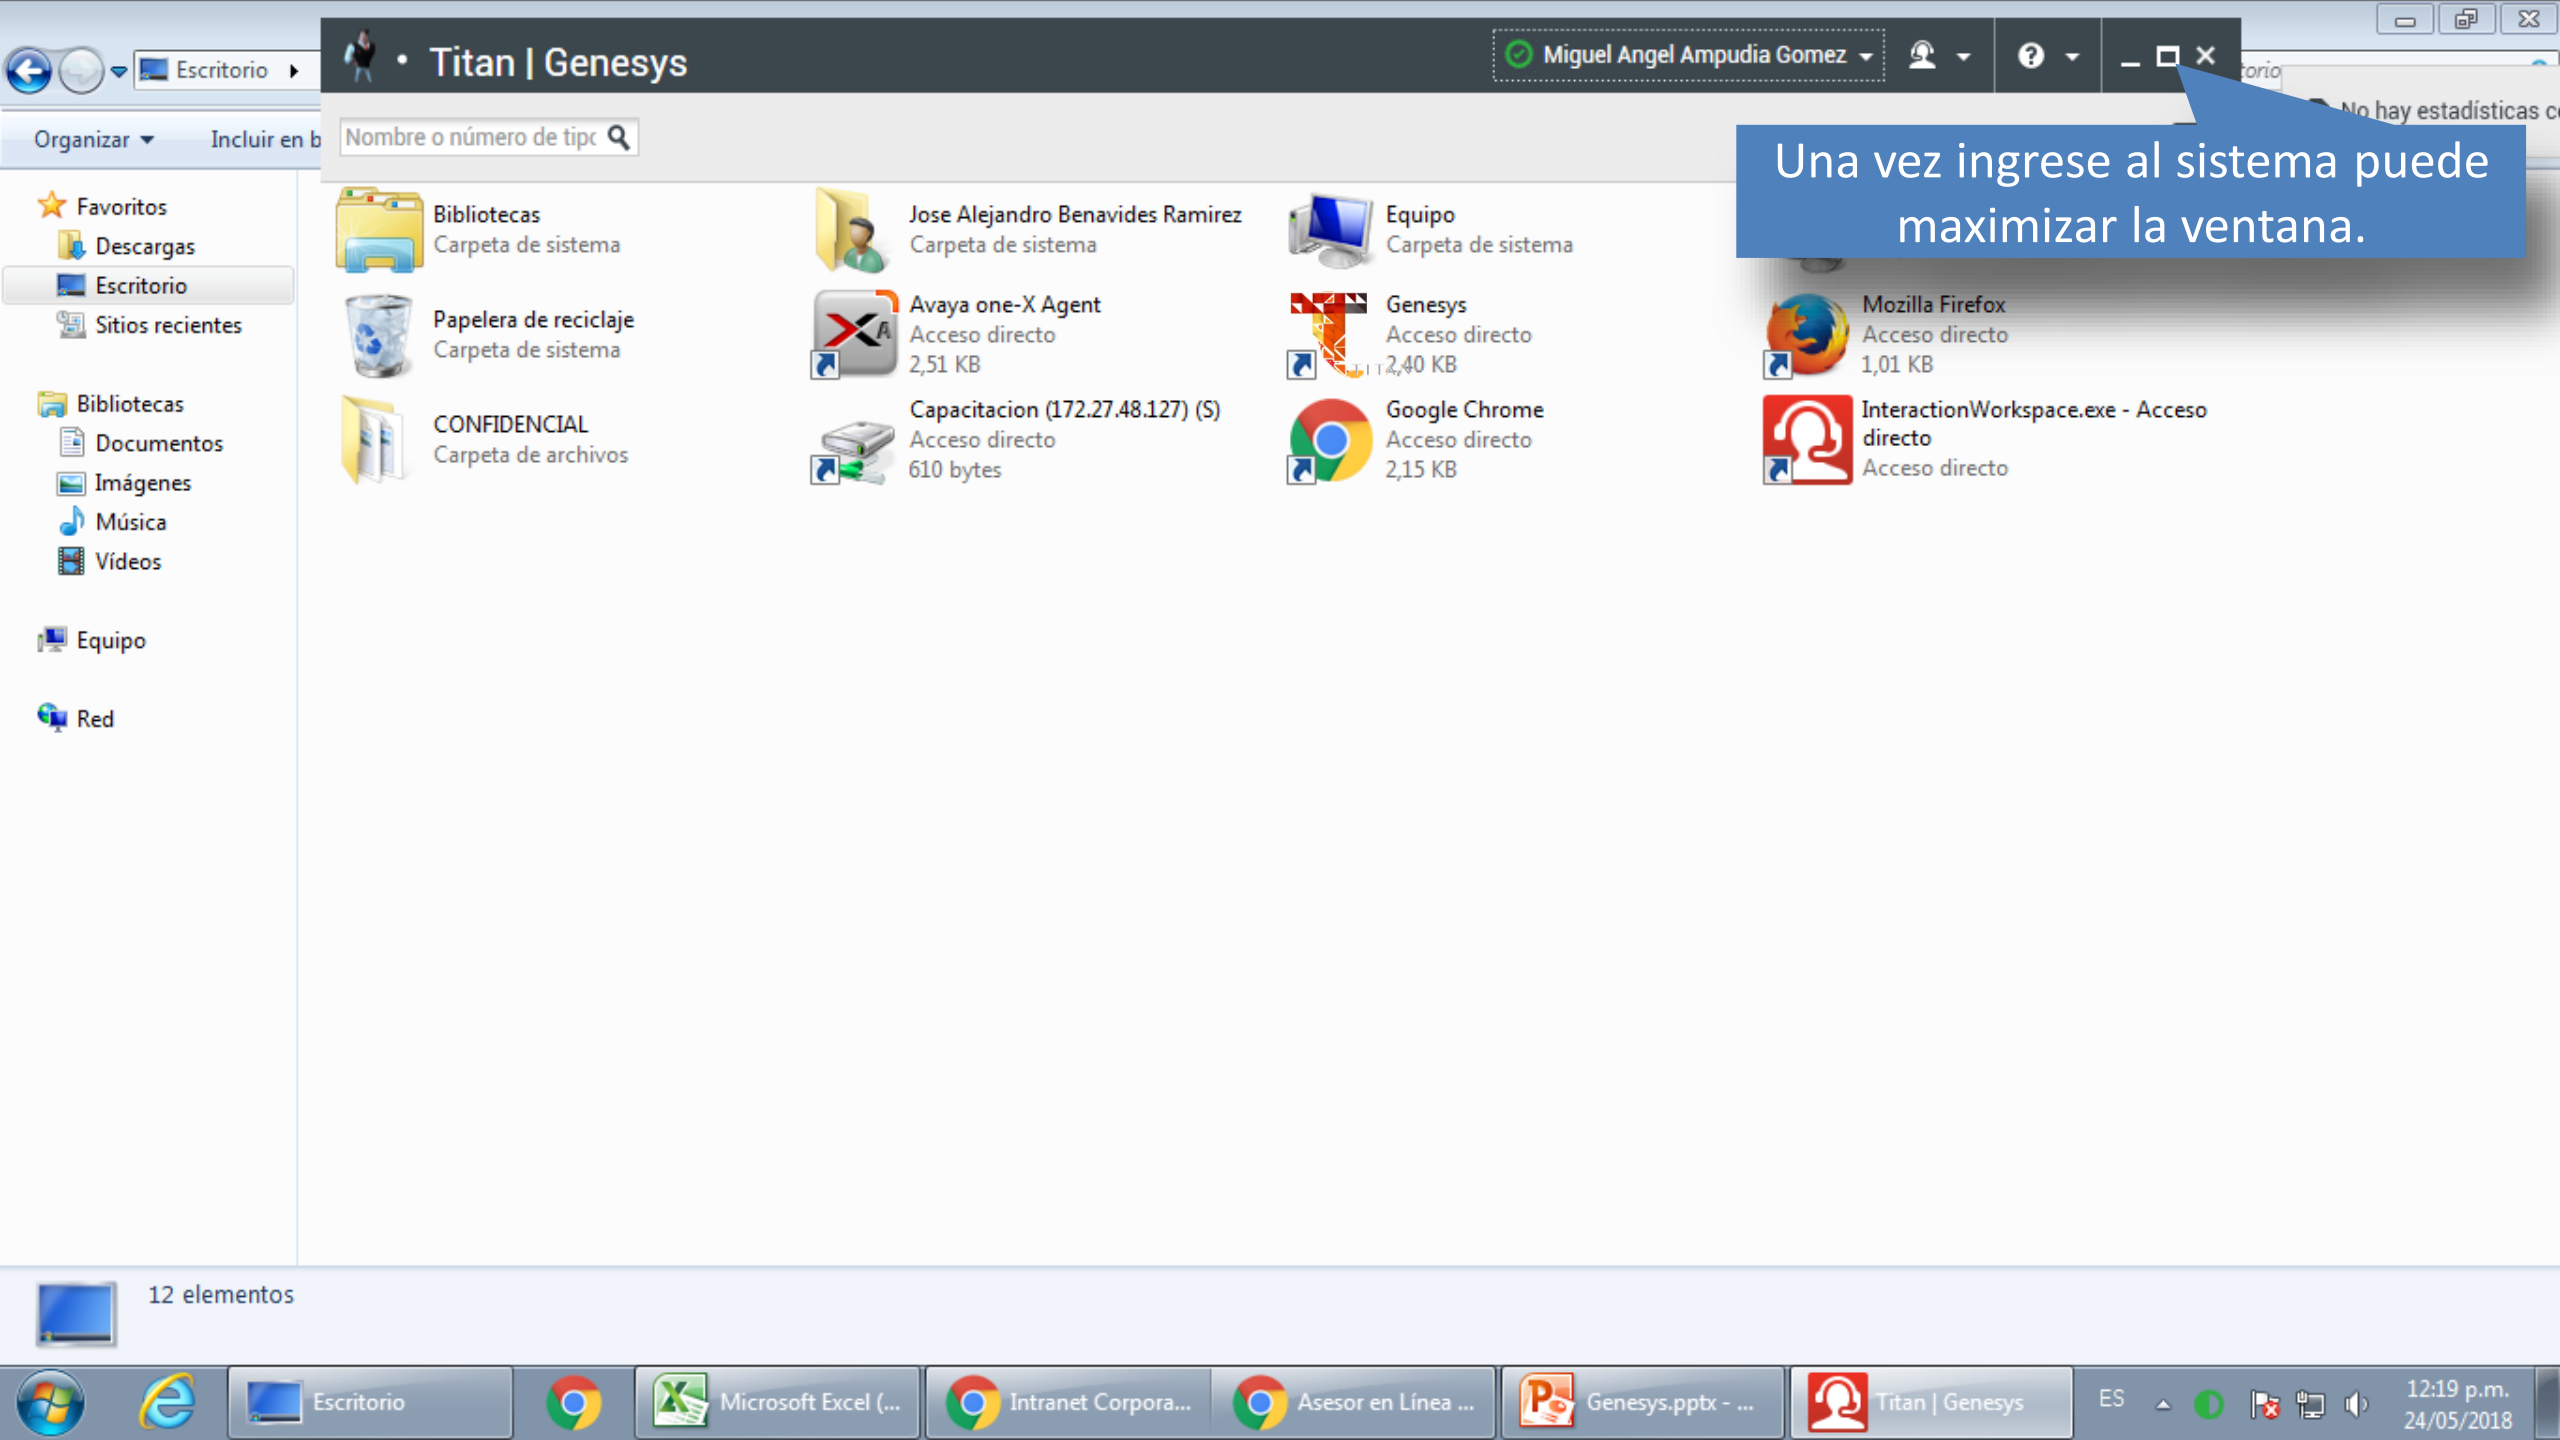 Titan | Genesys
Miguel Angel Ampudia Gomez
Escritorio
torio
No hay estadísticas c
Organizar
Incluir en b
Nombre o número de tipo
Una vez ingrese al sistema puede
maximizar la ventana.
Favoritos
Descargas
Escritorio
Sitios recientes
Bibliotecas
Documentos
Imágenes
Música
Vídeos
Equipo
Red
Bibliotecas
Carpeta de sistema
Jose Alejandro Benavides Ramirez
Carpeta de sistema
Equipo
Carpeta de sistema
Papelera de reciclaje
Carpeta de sistema
Avaya one-X Agent
Acceso directo
2,51 KB
Genesys
Acceso directo
2,40 KB
TITAN
Mozilla Firefox
Acceso directo
1,01 KB
CONFIDENCIAL
Carpeta de archivos
Capacitacion (172.27.48.127) (S)
Acceso directo
610 bytes
Google Chrome
Acceso directo
2,15 KB
InteractionWorkspace.exe - Acceso
directo
Acceso directo
12 elementos
Escritorio
Microsoft Excel (...
Intranet Corpora...
Asesor en Línea ...
Genesys.pptx - ...
Titan | Genesys
ES
12:19 p.m.
24/05/2018